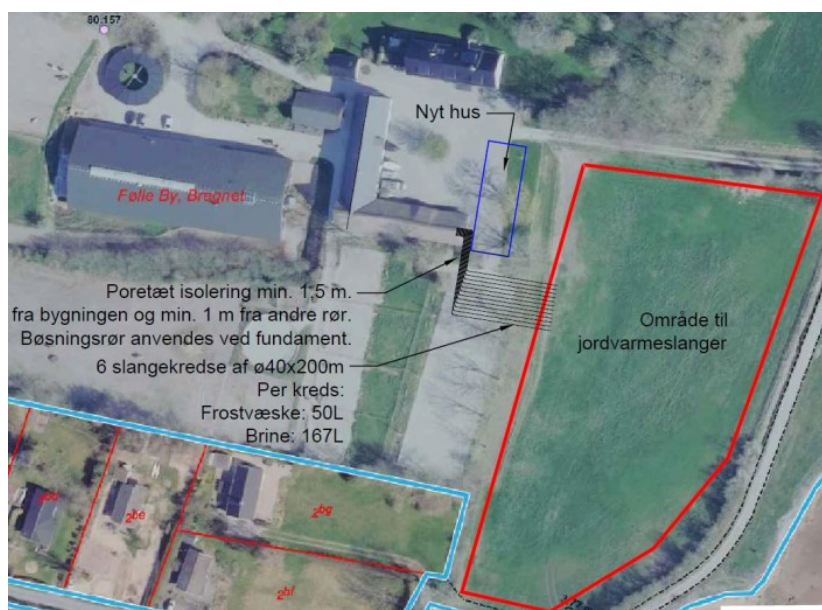 80.157
Nyt hus
Følle By, Bregnet
Poretæt isolering min. 1,5 m.
fra bygningen og min. 1 m fra andre rør.
Bøsningsrør anvendes ved fundament.
6 slangekredse af ø40x200m
Per kreds:
Frostvæske: 50L
Brine: 167L
Område til
jordvarmeslanger
2be
2bg
2bf